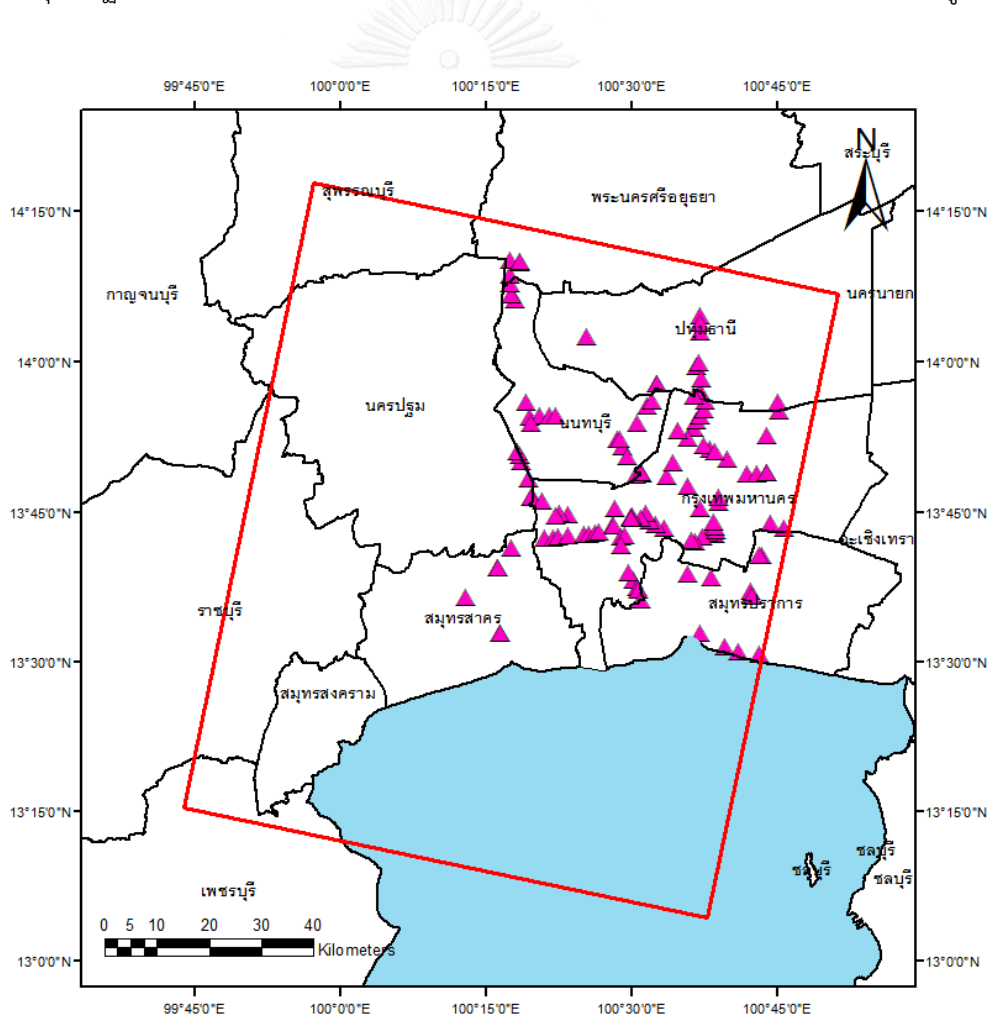 99°45'0"E 100°0'0"E 100°15'0"E 100°30'0"E 100°45'0"E
N
สระบุรี
สุพรรณบุรี
พระนครศรีอยุธยา
14°15'0"N 14°15'0"N
กาญจนบุรี
นครนายก
ปทุมธานี
14°0'0"N 14°0'0"N
นครปฐม
นนทบุรี
กรุงเทพมหานคร
13°45'0"N 13°45'0"N
ฉะเชิงเทรา
ราชบุรี
สมุทรสาคร
สมุทรปราการ
13°30'0"N 13°30'0"N
สมุทรสงคราม
13°15'0"N 13°15'0"N
ชลบุรี
ชลบุรี
ชลบุรี
เพชรบุรี
0 5 10 20 30 40
Kilometers
13°0'0"N 13°0'0"N
99°45'0"E 100°0'0"E 100°15'0"E 100°30'0"E 100°45'0"E